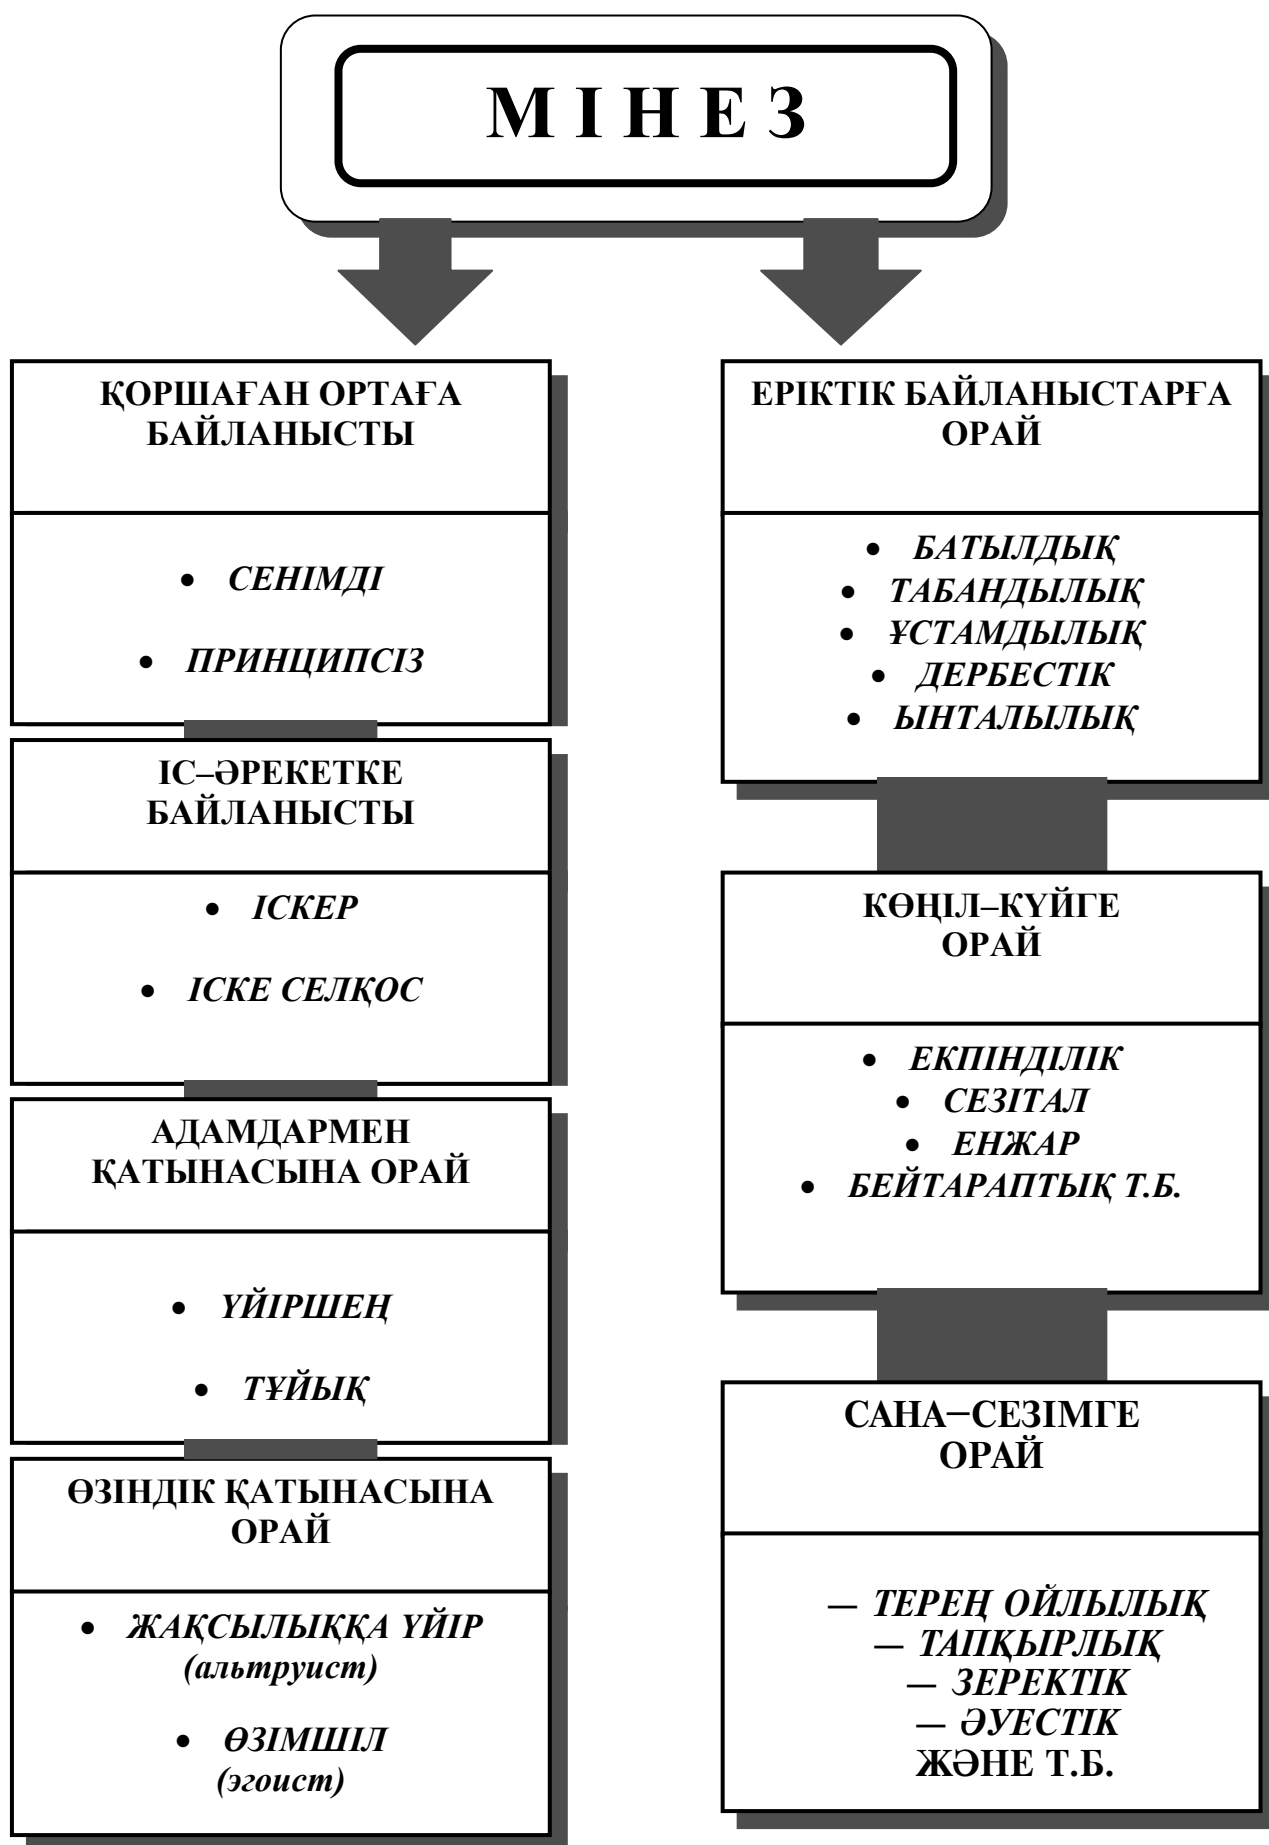 МІНЕЗ
ҚОРШАҒАН ОРТАҒА
БАЙЛАНЫСТЫ
• СЕНІМДІ
• ПРИНЦИПСІЗ
ІС–ӘРЕКЕТКЕ
БАЙЛАНЫСТЫ
• ІСКЕР
• ІСКЕ СЕЛҚОС
АДАМДАРМЕН
ҚАТЫНАСЫНА ОРАЙ
• ҮЙІРШЕҢ
• ТҰЙЫҚ
ӨЗІНДІК ҚАТЫНАСЫНА
ОРАЙ
• ЖАҚСЫЛЫҚҚА ҮЙІР
(альтруист)
• ӨЗІМШІЛ
(эгоист)
ЕРІКТІК БАЙЛАНЫСТАРҒА
ОРАЙ
• БАТЫЛДЫҚ
• ТАБАНДЫЛЫҚ
• ҰСТАМДЫЛЫҚ
• ДЕРБЕСТІК
• ЫНТАЛЫЛЫҚ
КӨҢІЛ–КҮЙГЕ
ОРАЙ
• ЕКПІНДІЛІК
• СЕЗІТАЛ
• ЕНЖАР
• БЕЙТАРАПТЫҚ Т.Б.
САНА–СЕЗІМГЕ
ОРАЙ
— ТЕРЕҢ ОЙЛЫЛЫҚ
— ТАПҚЫРЛЫҚ
— ЗЕРЕКТІК
— ӘУЕСТІК
ЖӘНЕ Т.Б.